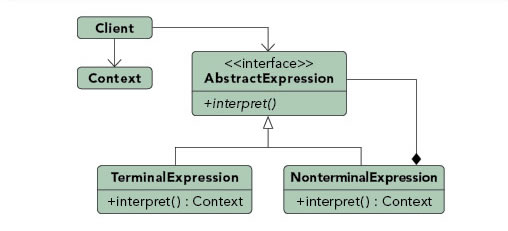 Client
Context
<<interface>>
AbstractExpression
+interpret()
TerminalExpression
+interpret() : Context
NonterminalExpression
+interpret() : Context